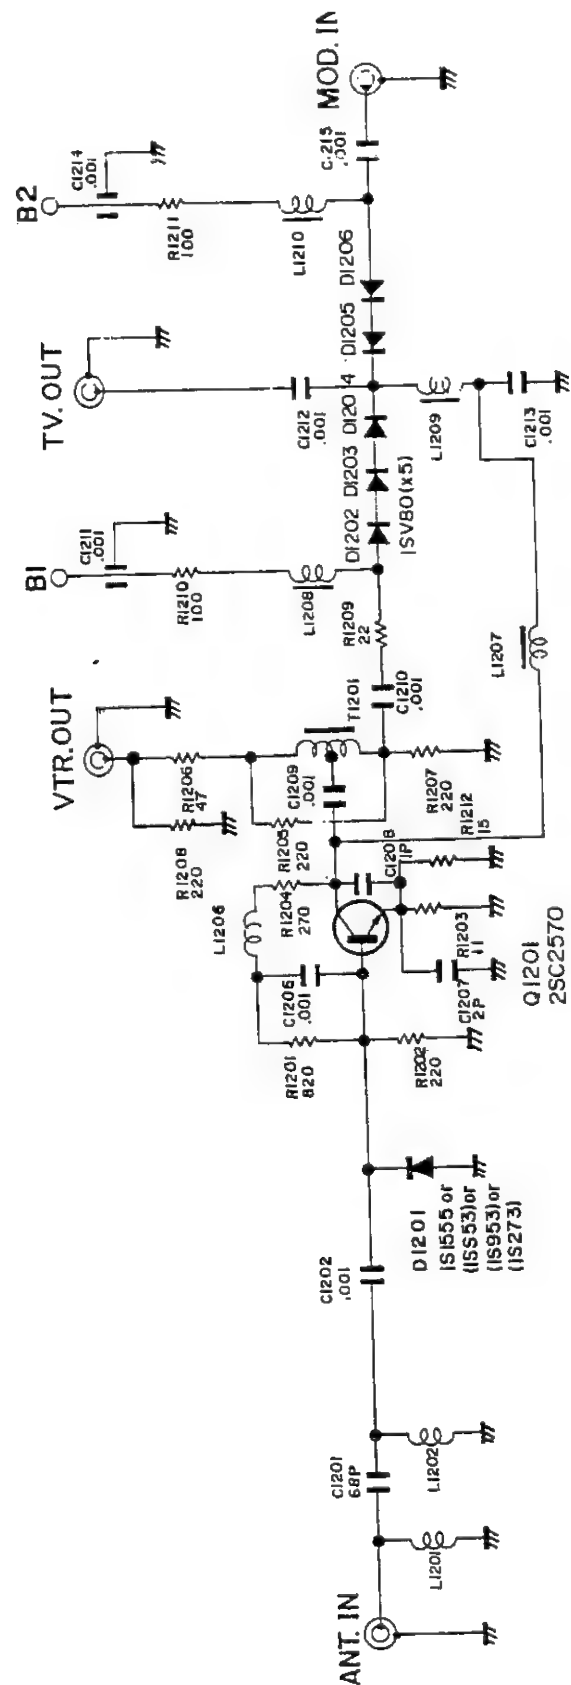 ANT. IN
L1201
C1201
68P
L1202
C1202
.001
D1201
1S1555 or
(1SS53) or
(1S953) or
(1S273)
R1201
820
R1202
220
C1206
.001
L1206
R1204
270
Q1201
2SC2570
C1207
2P
R1203
11
C1208
1P
R1212
15
R1205
220
C1209
.001
R1207
220
R1208
220
R1206
47
VTR.OUT
T1201
C1210
.001
R1209
22
L1207
B1
C1211
.001
R1210
100
L1208
D1202
D1203
D1204
1SV80(x5)
TV.OUT
C1212
.001
L1209
C1213
.001
D1205
D1206
B2
C1214
.001
R1211
100
L1210
C1215
.001
MOD. IN